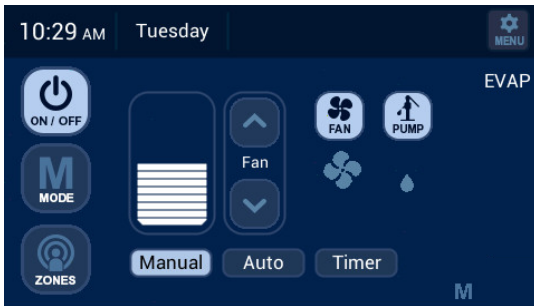 10:29 AM Tuesday
MENU
EVAP
ON / OFF
FAN PUMP
Fan
M
MODE
Manual Auto Timer
ZONES
M